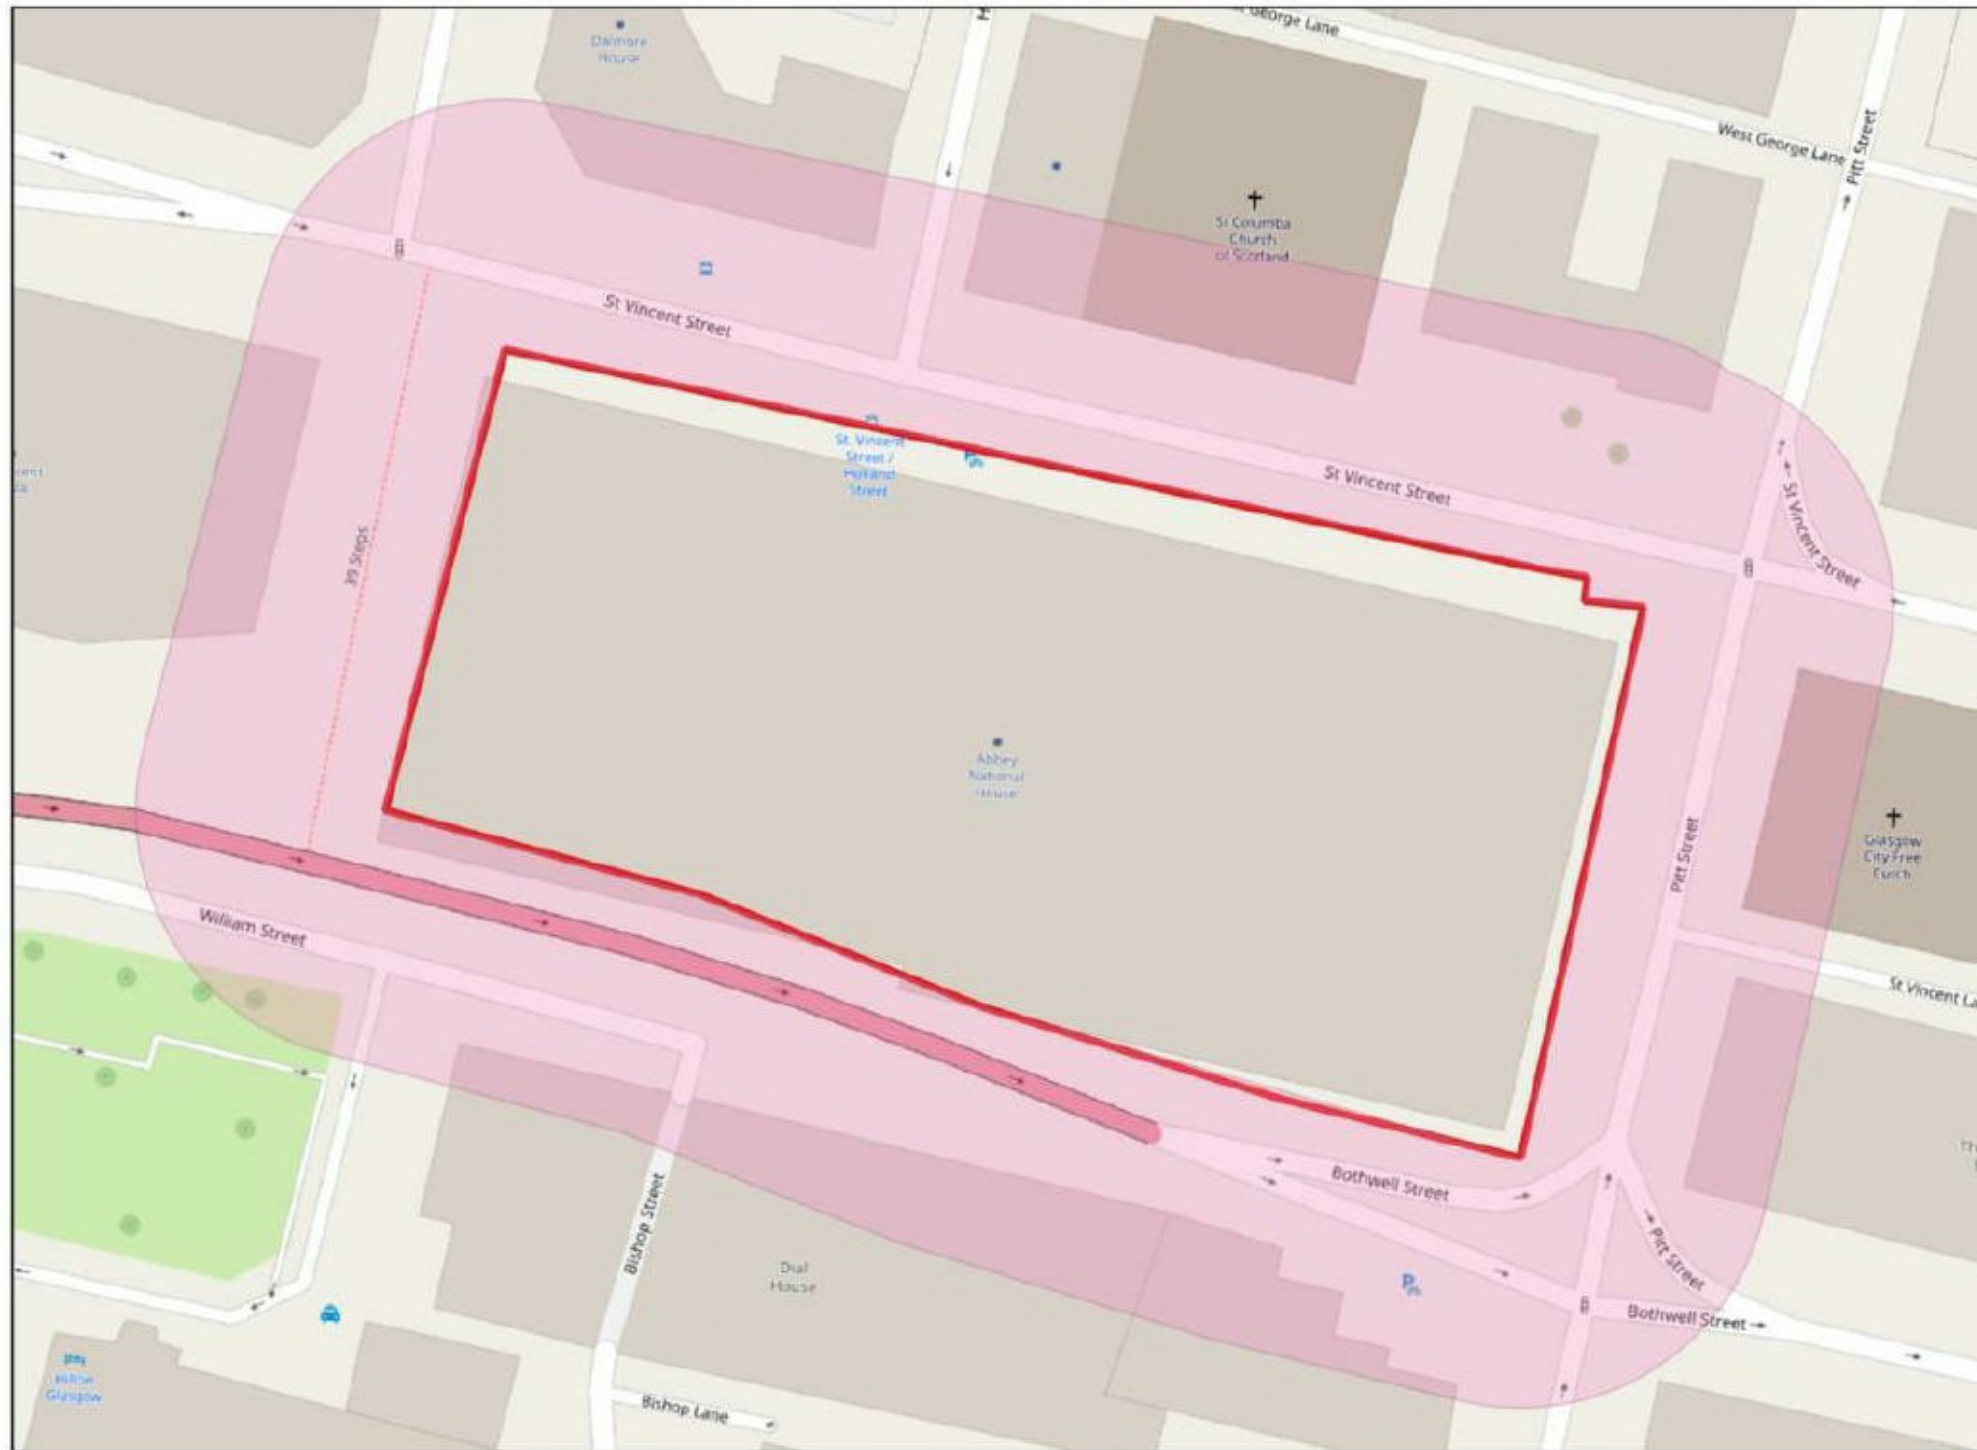 Dalmore
House
George Lane
West George Lane
Pitt Street
St Columba
Church
of Scotland
St Vincent Street
St. Vincent
Street /
Holland
Street
St Vincent Street
St Vincent Street
39 Steps
Abbey
National
House
Pitt Street
Glasgow
City Free
St Vincent La
William Street
Bothwell Street
Pitt Street
Bothwell Street
Bishop Street
Dial
House
Hilton
Glasgow
Bishop Lane